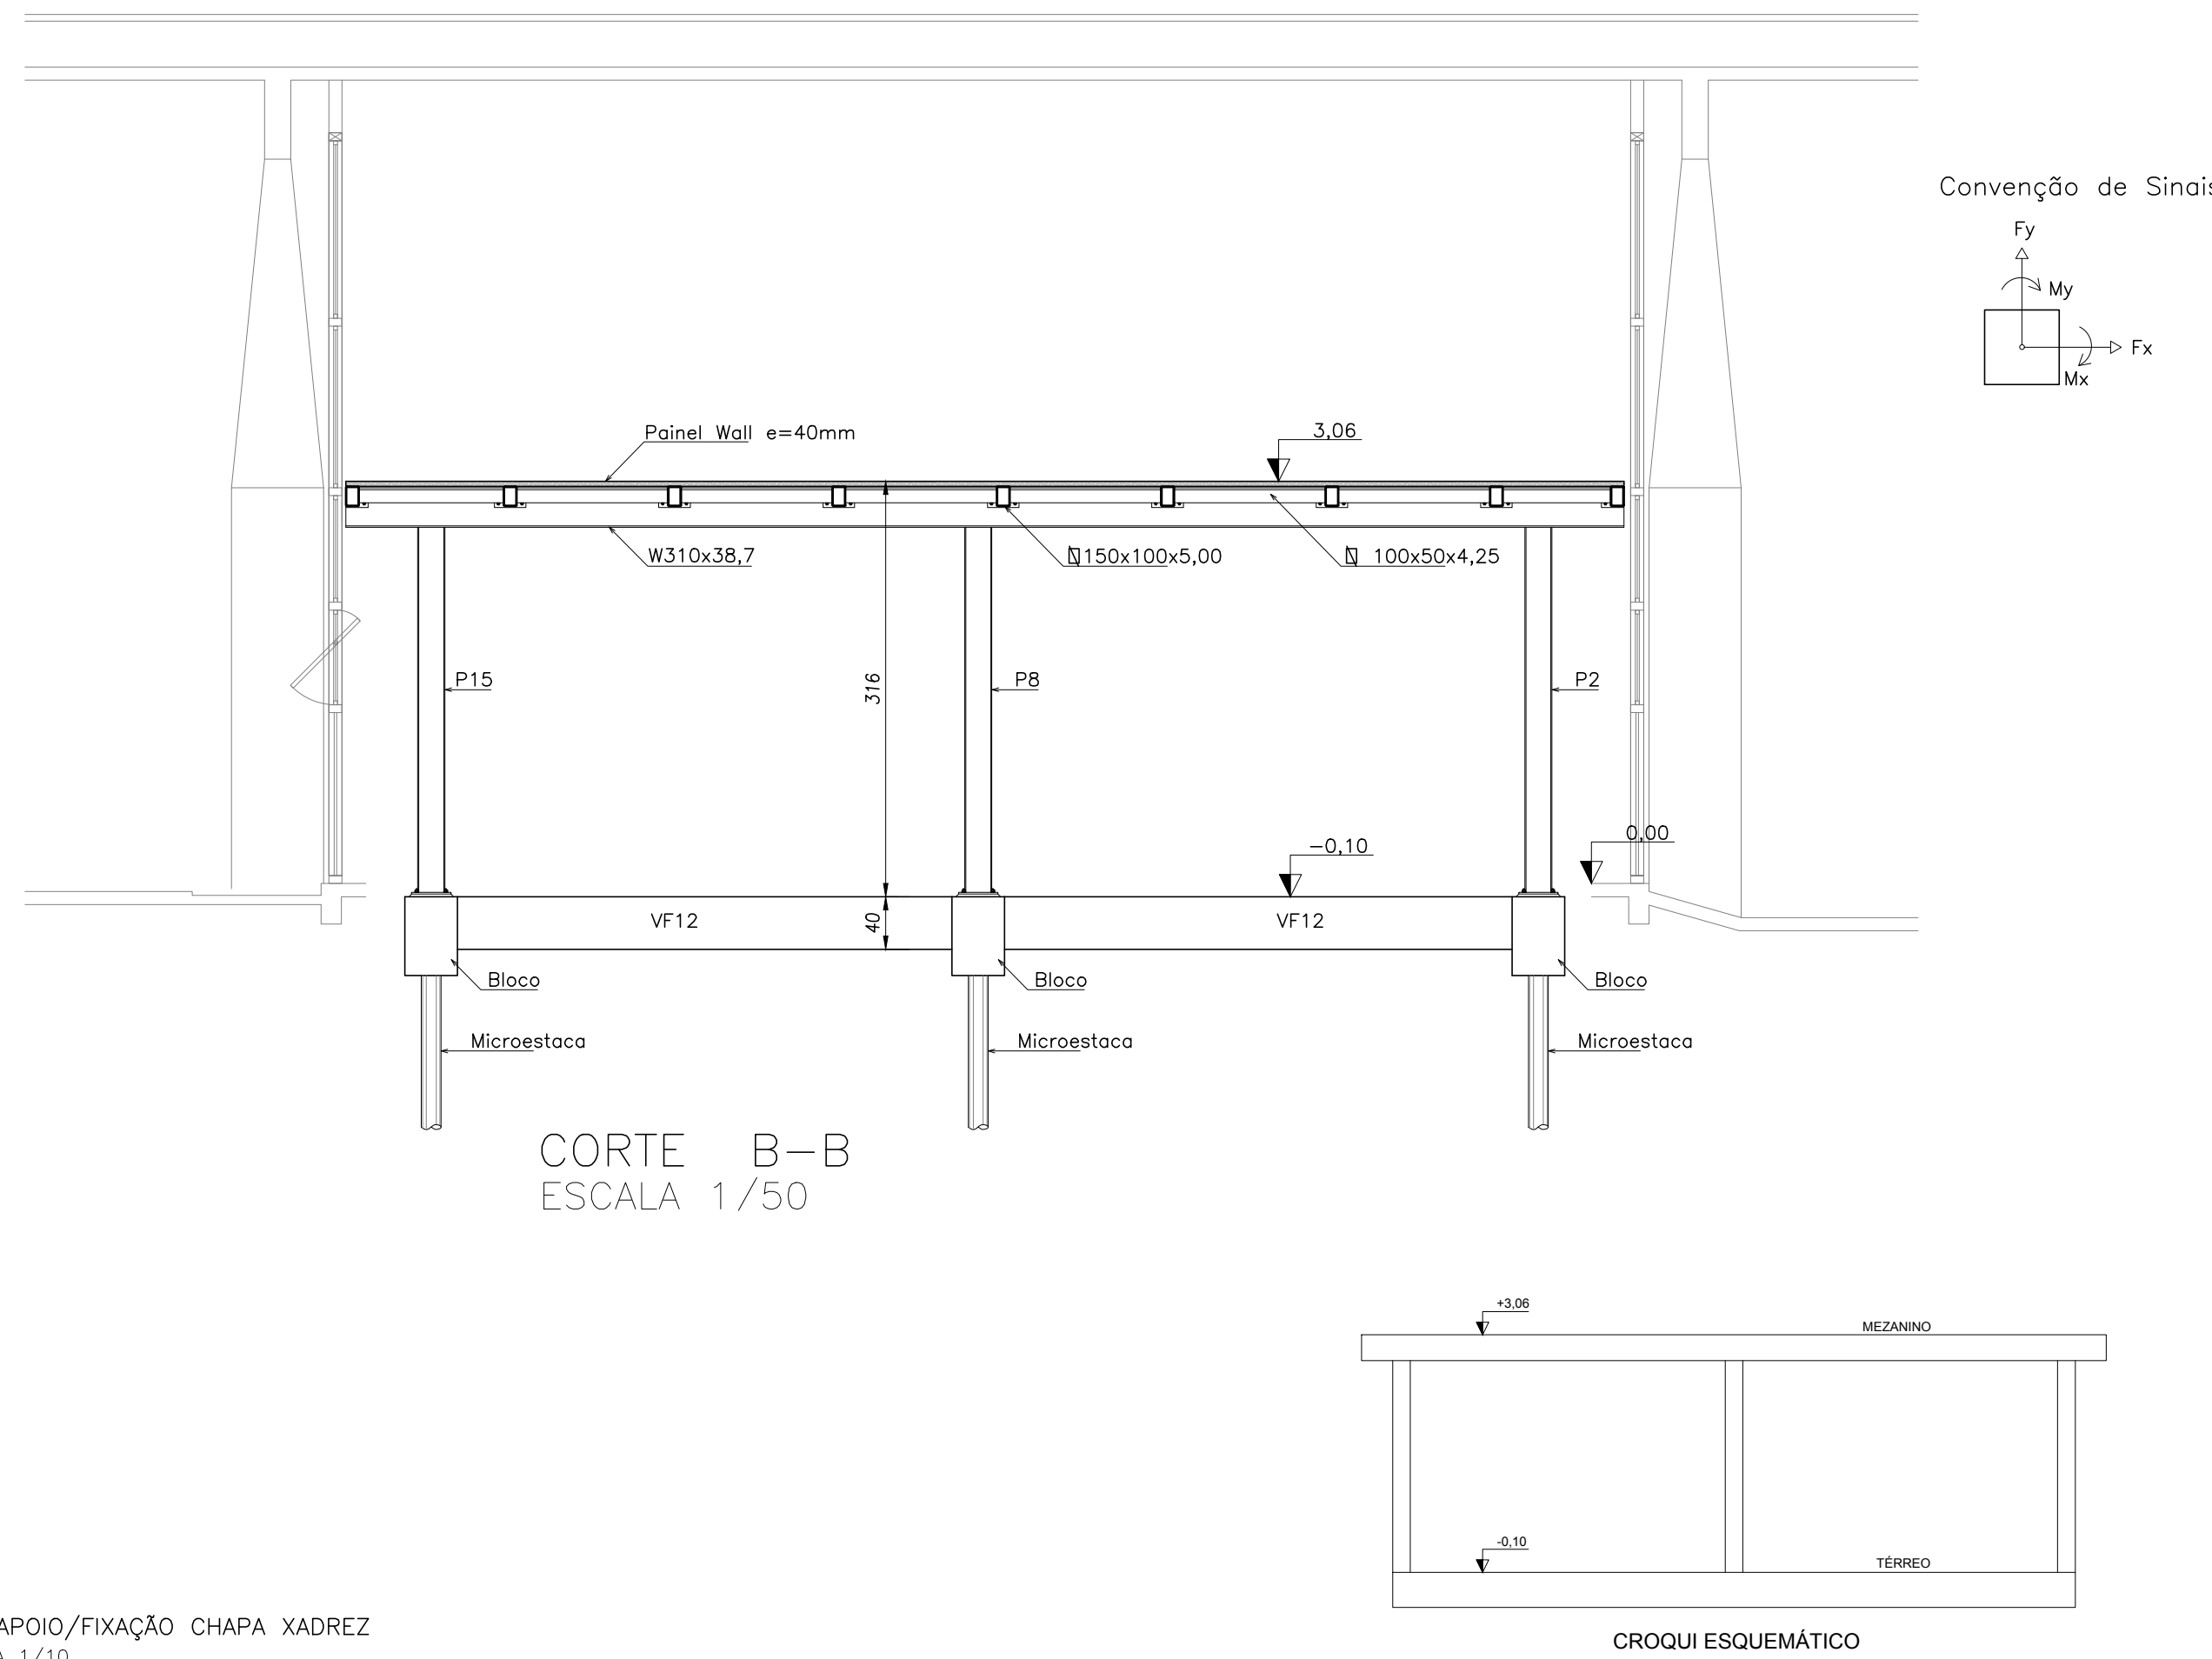 Convenção de Sinais
Fy
My
Fx
Mx
Painel Wall e=40mm
3,06
W310x38,7
150x100x5,00
100x50x4,25
P15
316
P8
P2
0,00
-0,10
VF12
40
VF12
Bloco
Bloco
Bloco
Microestaca
Microestaca
Microestaca
CORTE B-B
ESCALA 1/50
+3,06
MEZANINO
-0,10
TÉRREO
CROQUI ESQUEMÁTICO
APOIO/FIXAÇÃO CHAPA XADREZ
A 1/10